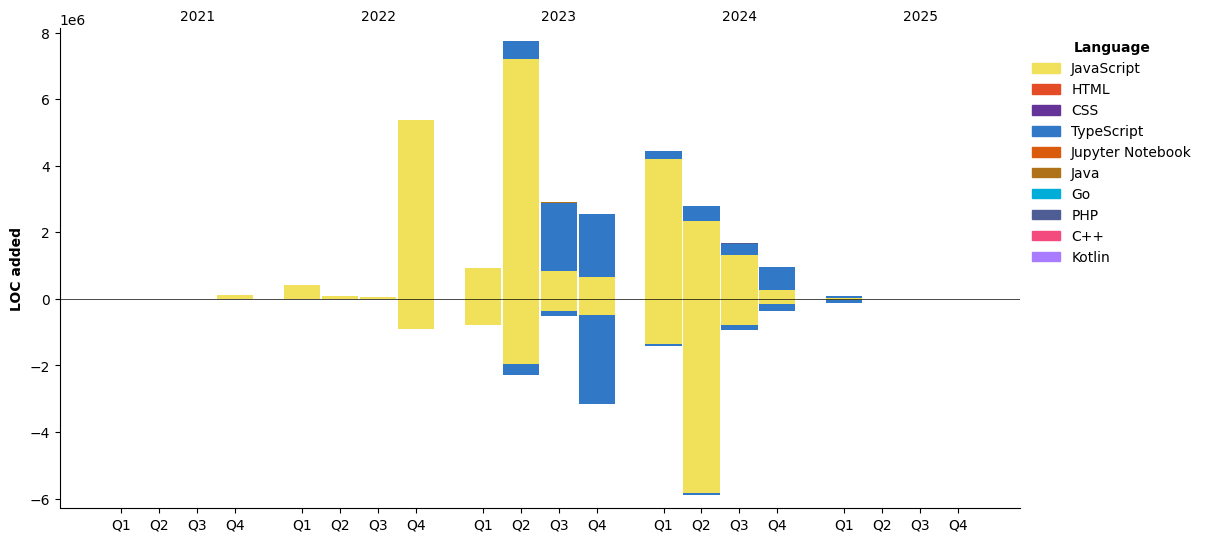 2021 2022 2023 2024 2025
1e6
8
6
4
2
0
−2
−4
−6
LOC added
Q1 Q2 Q3 Q4 Q1 Q2 Q3 Q4 Q1 Q2 Q3 Q4 Q1 Q2 Q3 Q4 Q1 Q2 Q3 Q4
Language
JavaScript
HTML
CSS
TypeScript
Jupyter Notebook
Java
Go
PHP
C++
Kotlin